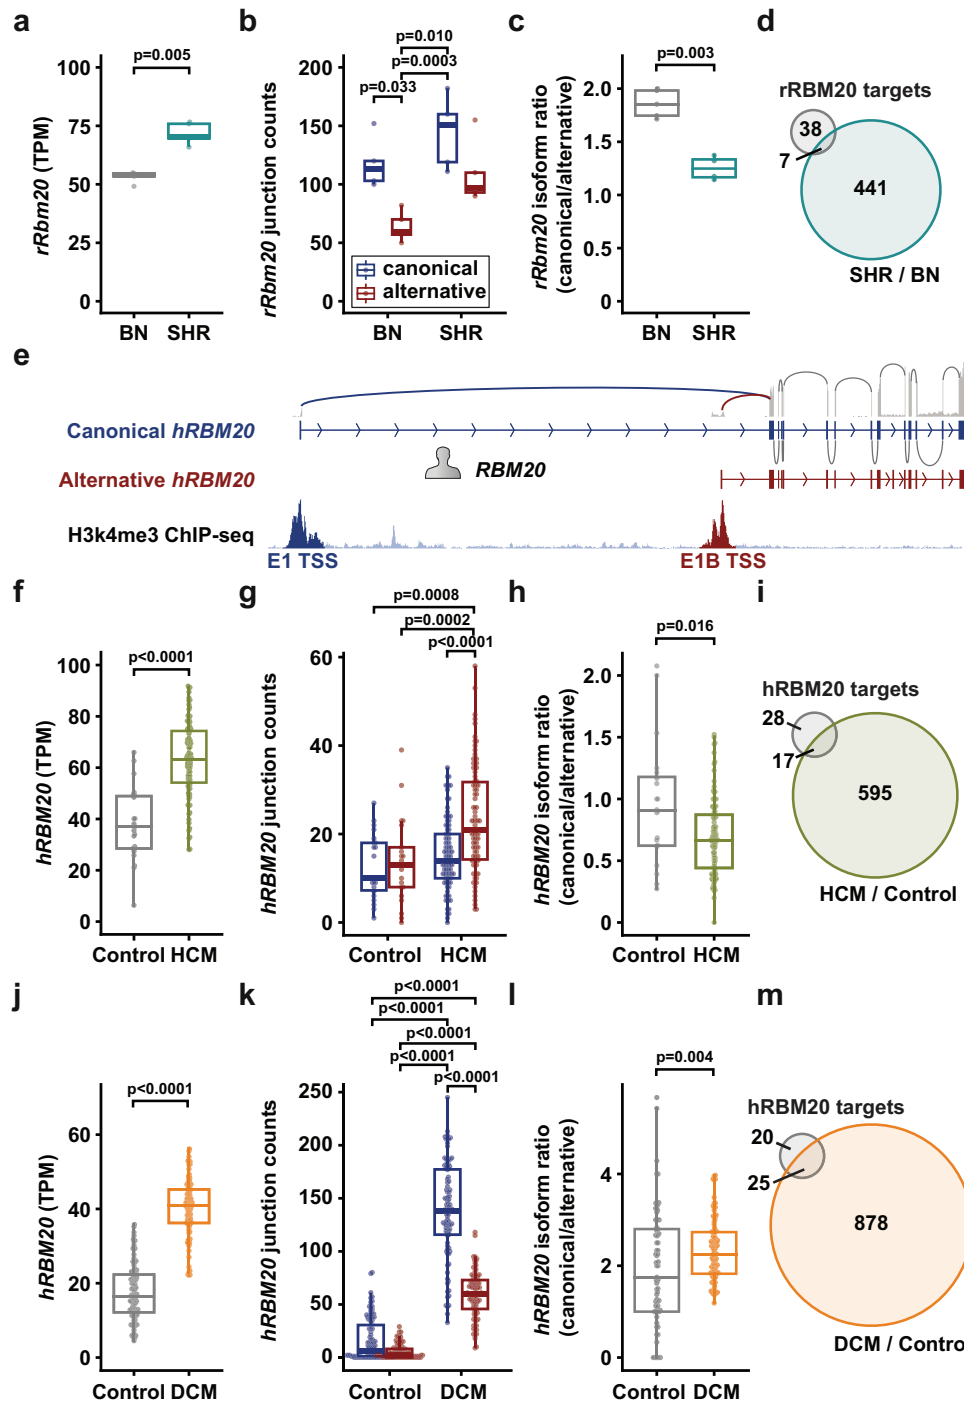 a
b
c
d
p=0.005
p=0.010
p=0.0003
p=0.033
p=0.003
rRbm20 (TPM)
100
75
50
25
0
BN SHR
rRbm20 junction counts
200
150
100
50
0
canonical
alternative
BN SHR
rRbm20 isoform ratio
(canonical/alternative)
2.0
1.5
1.0
0.5
0
BN SHR
rRBM20 targets
38
7
441
SHR / BN
e
Canonical hRBM20
RBM20
Alternative hRBM20
H3k4me3 ChIP-seq
E1 TSS
E1B TSS
f
g
h
i
p<0.0001
hRBM20 (TPM)
100
80
60
40
20
0
Control HCM
p=0.0008
p=0.0002
p<0.0001
hRBM20 junction counts
60
40
20
0
Control HCM
p=0.016
hRBM20 isoform ratio
(canonical/alternative)
2.0
1.5
1.0
0.5
0
Control HCM
hRBM20 targets
28
17
595
HCM / Control
j
k
l
m
p<0.0001
hRBM20 (TPM)
60
40
20
0
Control DCM
p<0.0001
p<0.0001
p<0.0001
p<0.0001
p<0.0001
hRBM20 junction counts
250
200
150
100
50
0
Control DCM
p=0.004
hRBM20 isoform ratio
(canonical/alternative)
4
2
0
Control DCM
hRBM20 targets
20
25
878
DCM / Contro